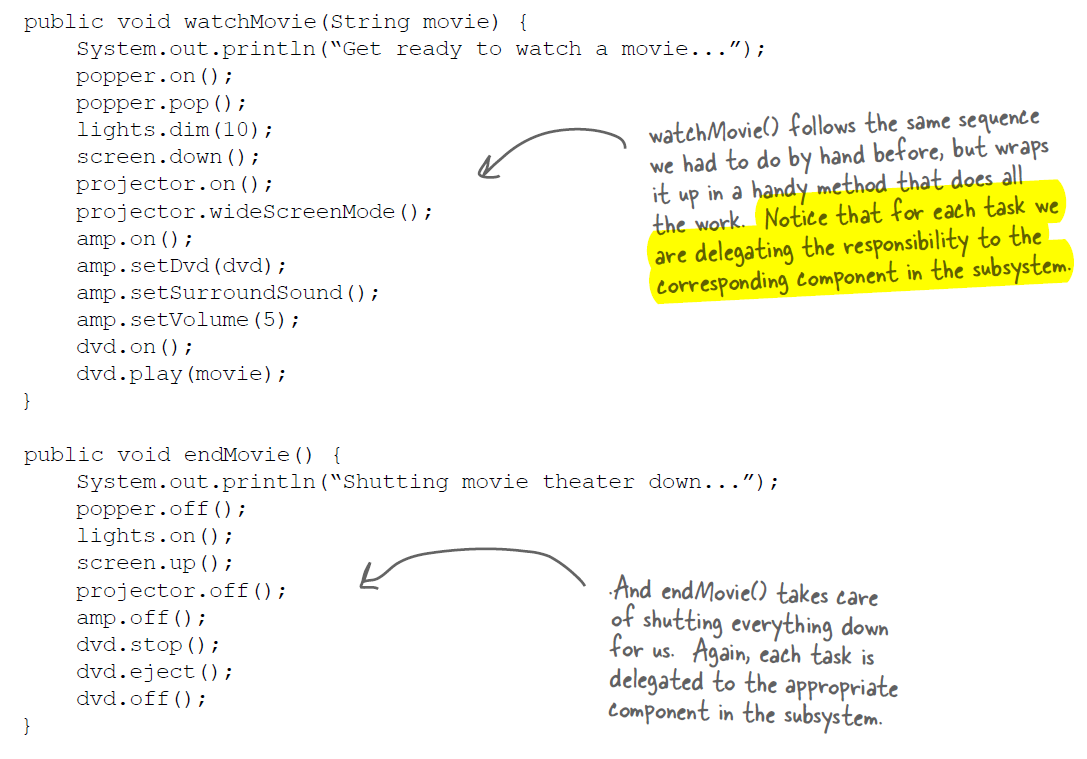 public void watchMovie(String movie) {
System.out.println(“Get ready to watch a movie...”);
popper.on();
popper.pop();
lights.dim(10);
screen.down();
projector.on();
projector.wideScreenMode();
amp.on();
amp.setDvd(dvd);
amp.setSurroundSound();
amp.setVolume(5);
dvd.on();
dvd.play(movie);
}
watchMovie() follows the same sequence
we had to do by hand before, but wraps
it up in a handy method that does all
the work. Notice that for each task we
are delegating the responsibility to the
corresponding component in the subsystem.
public void endMovie() {
System.out.println(“Shutting movie theater down...”);
popper.off();
lights.on();
screen.up();
projector.off();
amp.off();
dvd.stop();
dvd.eject();
dvd.off();
}
.And endMovie() takes care
of shutting everything down
for us. Again, each task is
delegated to the appropriate
component in the subsystem.